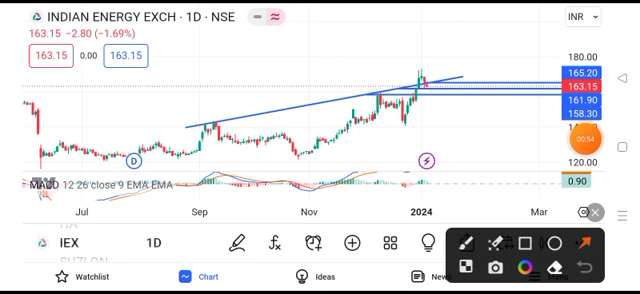 INDIAN ENERGY EXCH · 1D · NSE
INR
163.15 −2.80 (−1.69%)
163.15 0.00 163.15
180.00
165.20
163.15
161.90
158.30
00:54
120.00
D
MACD 12 26 close 9 EMA EMA
0.90
Jul Sep Nov 2024 Mar
IEX 1D
SUZLON
Watchlist Chart Ideas News Menu